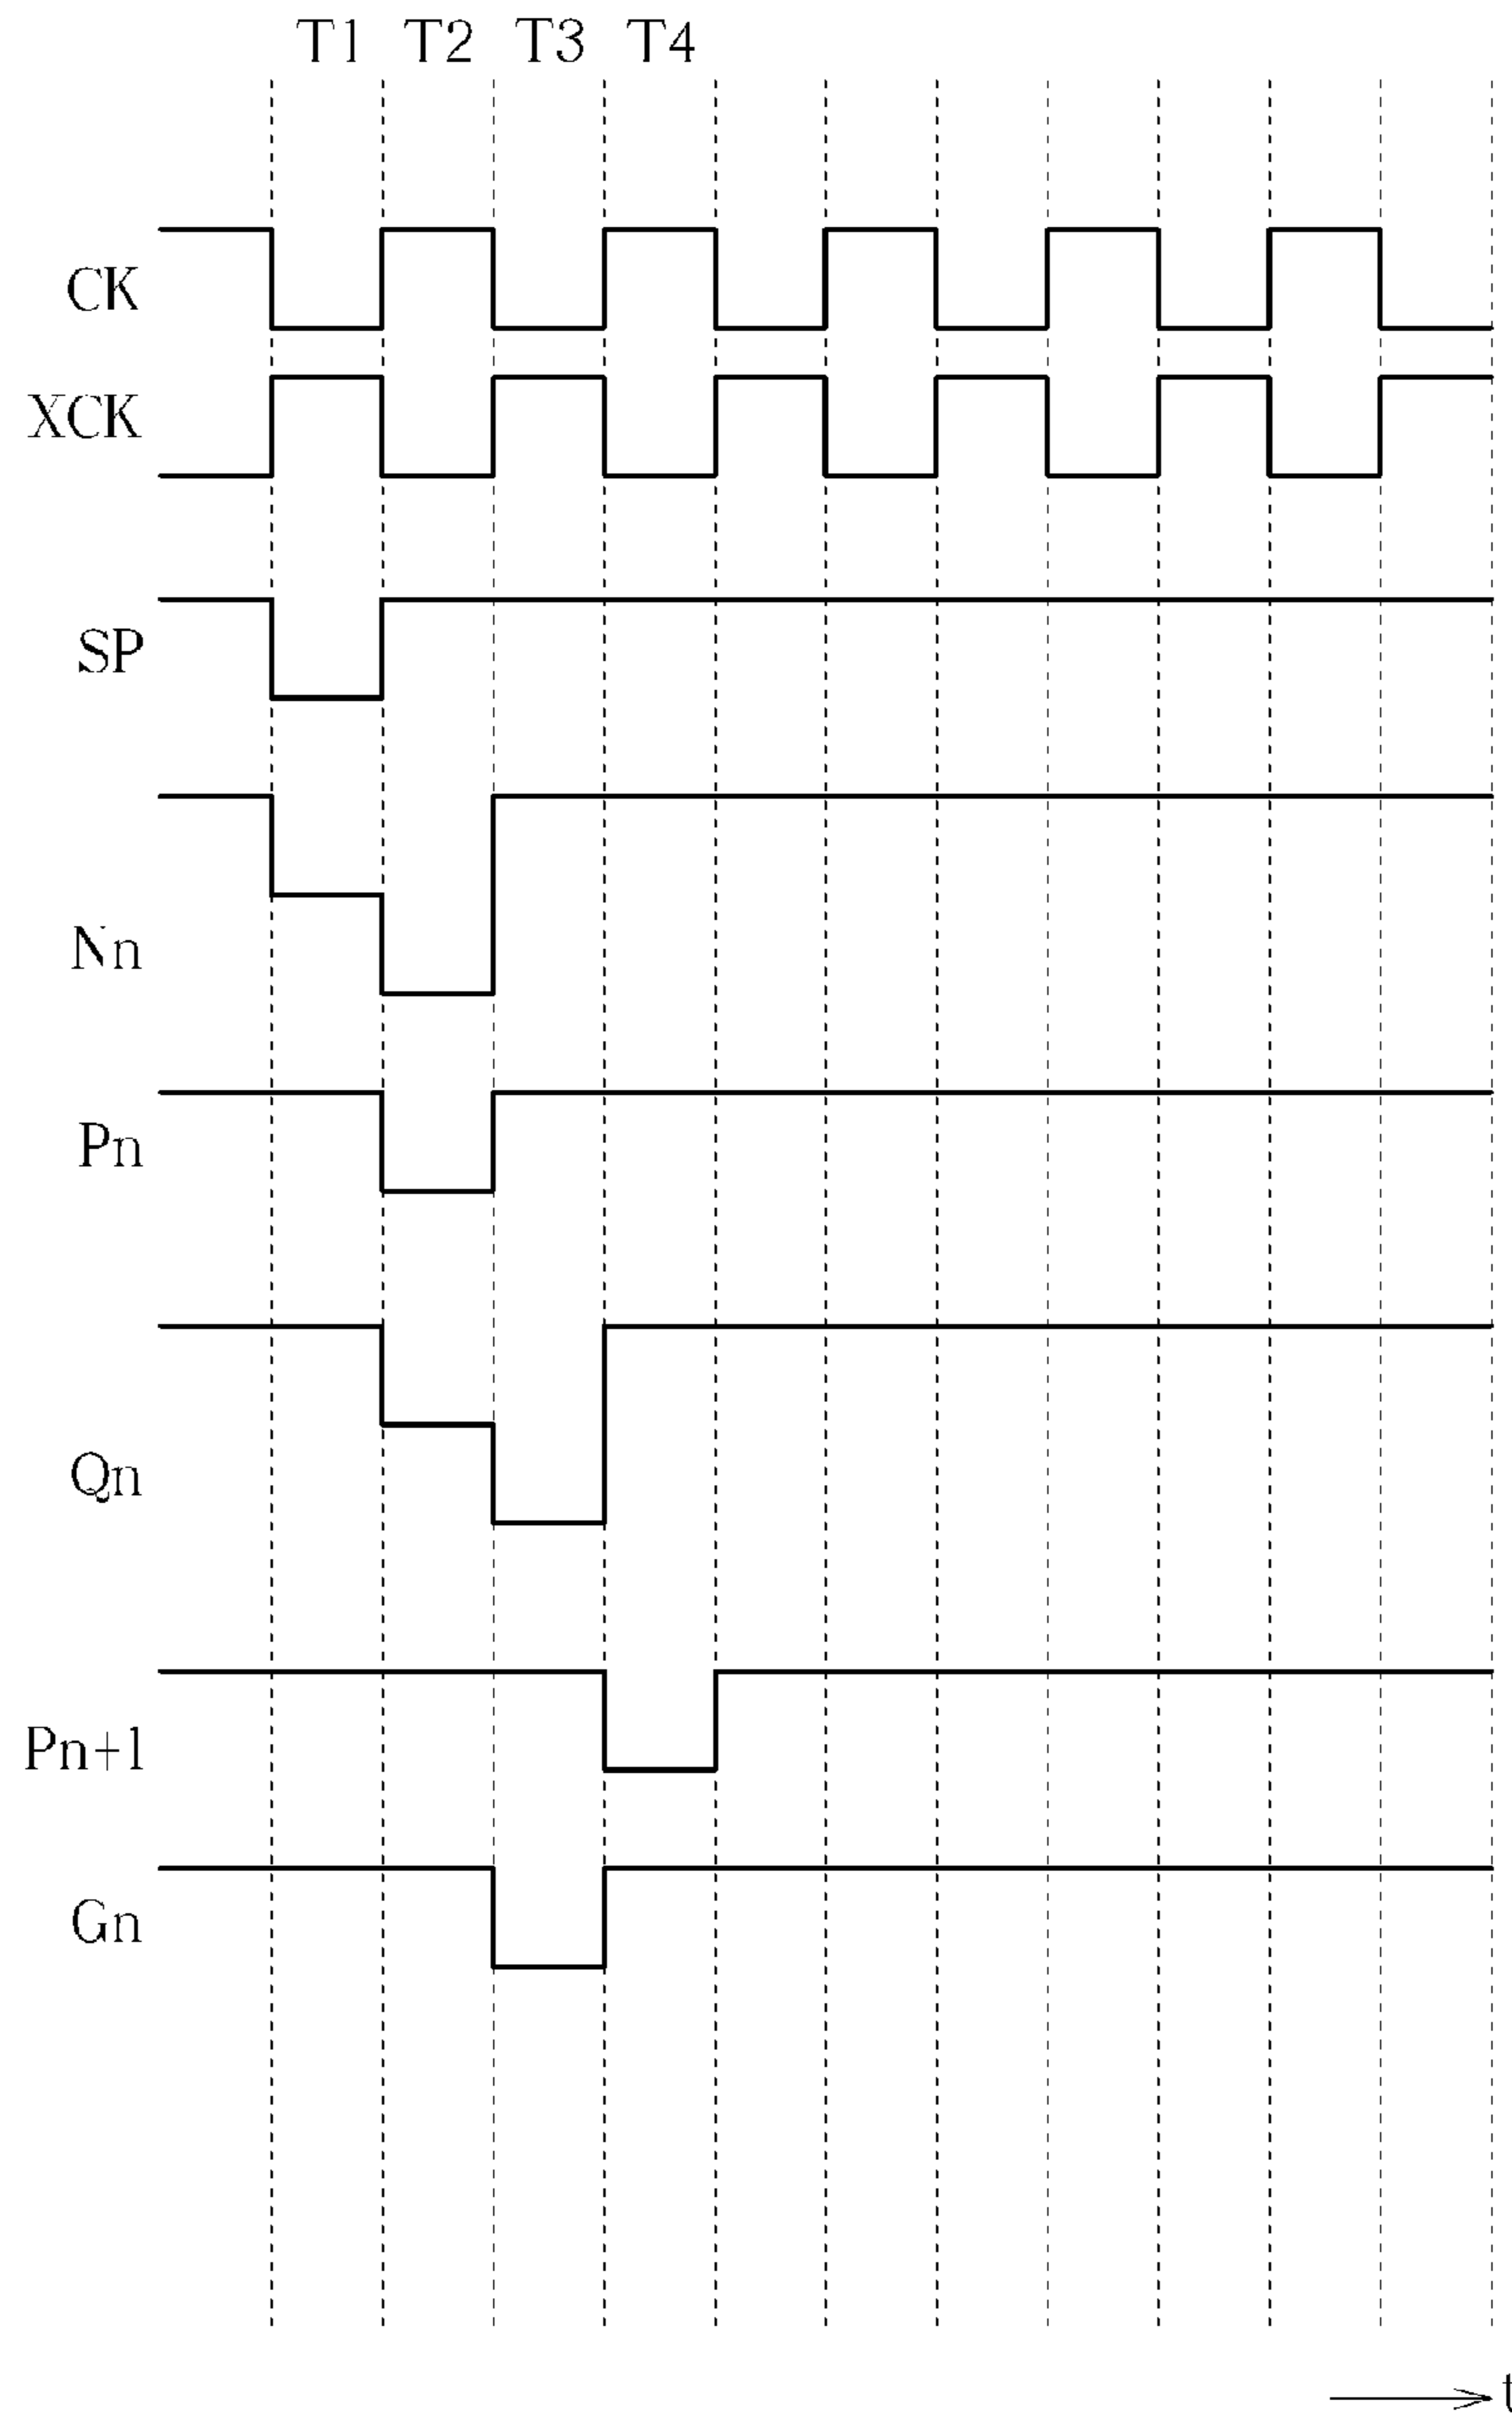 T1 T2 T3 T4
CK
XCK
SP
Nn
Pn
Qn
Pn+1
Gn
t